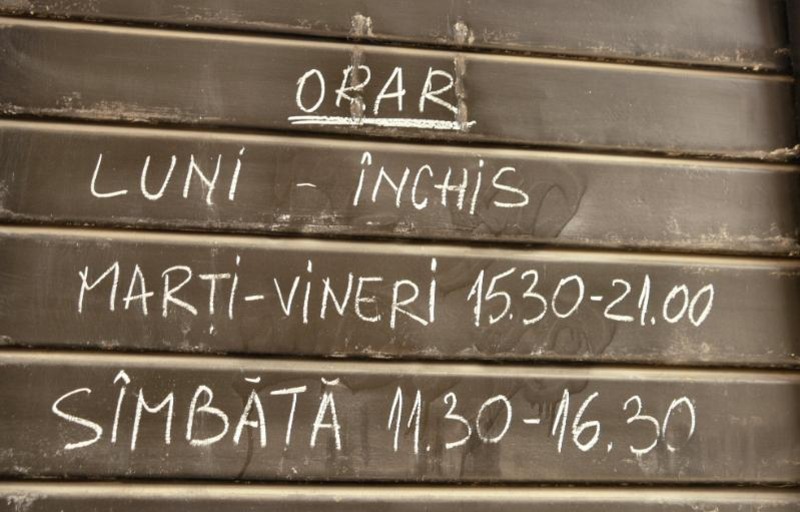 ORAR
LUNI - ÎNCHIS
MARȚI-VINERI 15.30-21.00
SÎMBĂTĂ 11.30-16.30